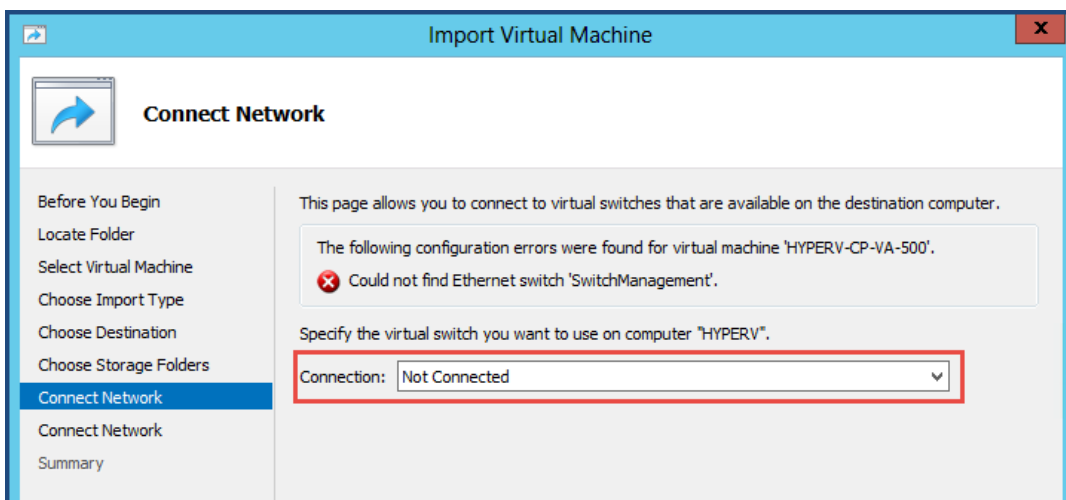 Import Virtual Machine
x
Connect Network
Before You Begin
Locate Folder
Select Virtual Machine
Choose Import Type
Choose Destination
Choose Storage Folders
Connect Network
Connect Network
Summary
This page allows you to connect to virtual switches that are available on the destination computer.
The following configuration errors were found for virtual machine 'HYPERV-CP-VA-500'.
Could not find Ethernet switch 'SwitchManagement'.
Specify the virtual switch you want to use on computer "HYPERV".
Connection: Not Connected